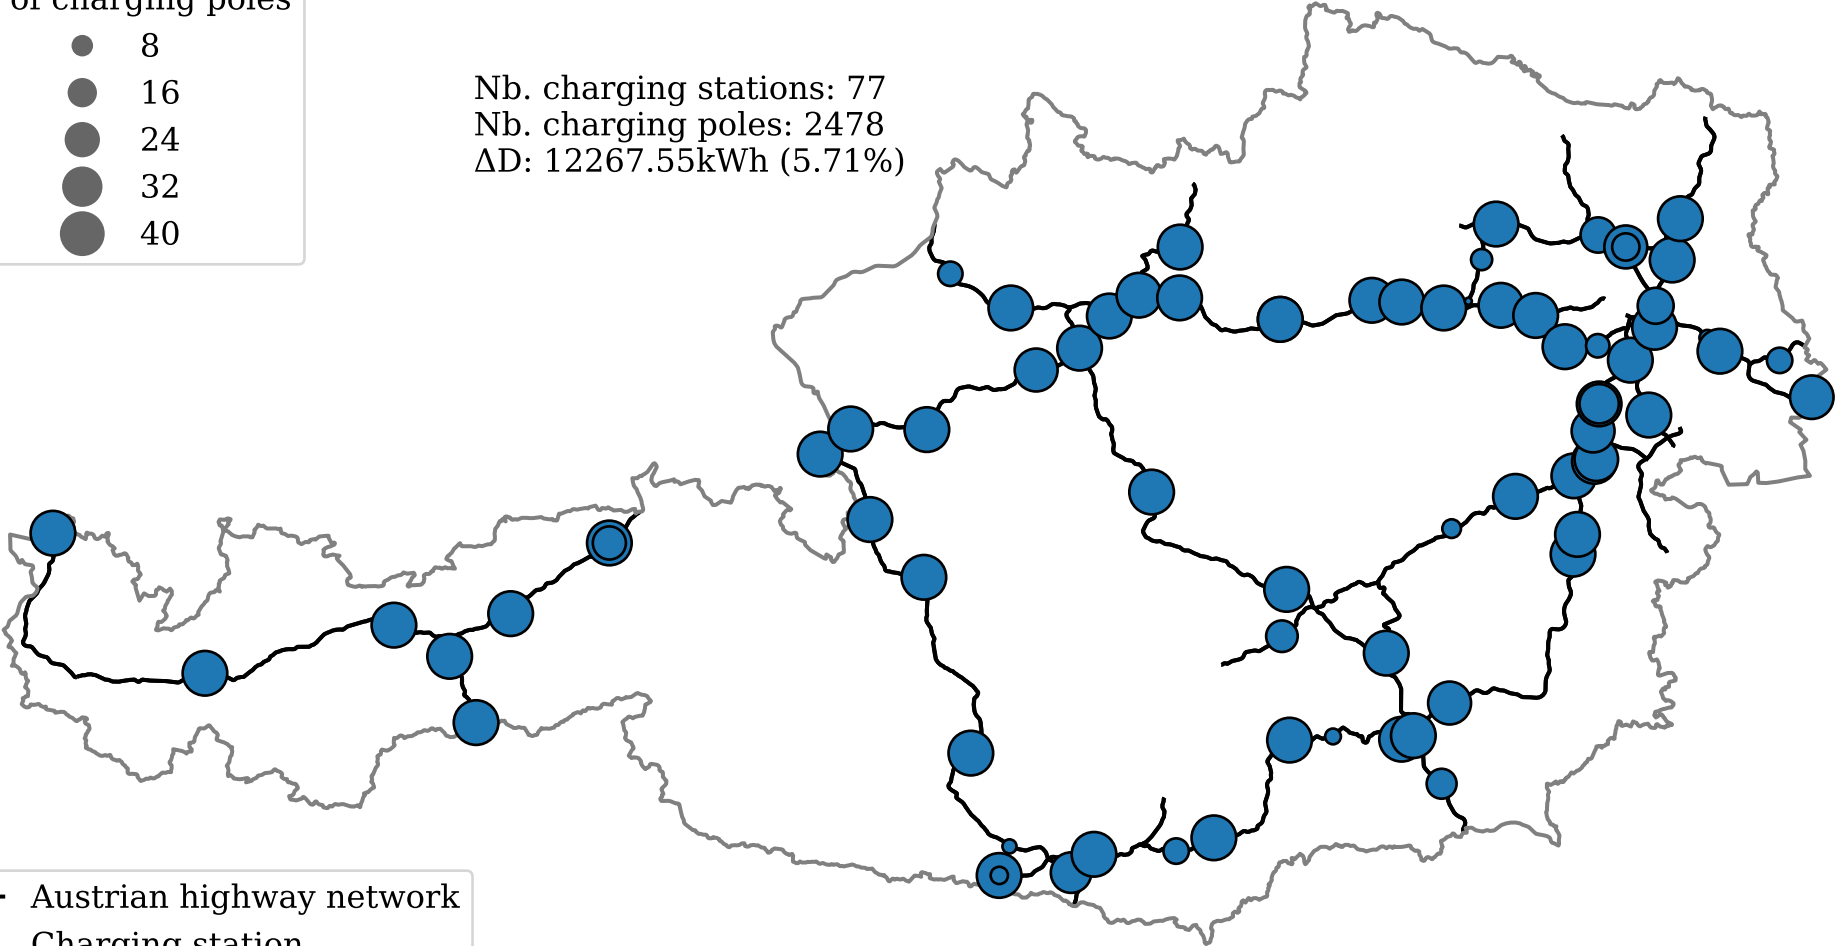 of charging poles
8
16
24
32
40
Nb. charging stations: 77
Nb. charging poles: 2478
ΔD: 12267.55kWh (5.71%)
Austrian highway network
Charging station